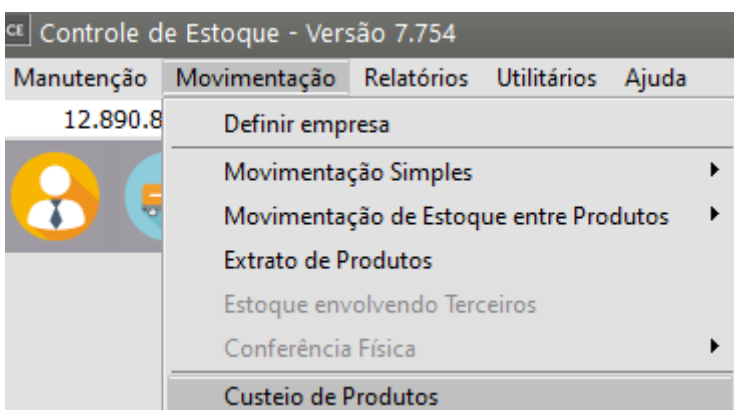 CE Controle de Estoque - Versão 7.754
Manutenção Movimentação Relatórios Utilitários Ajuda
12.890.8
Definir empresa
Movimentação Simples
Movimentação de Estoque entre Produtos
Extrato de Produtos
Estoque envolvendo Terceiros
Conferência Física
Custeio de Produtos